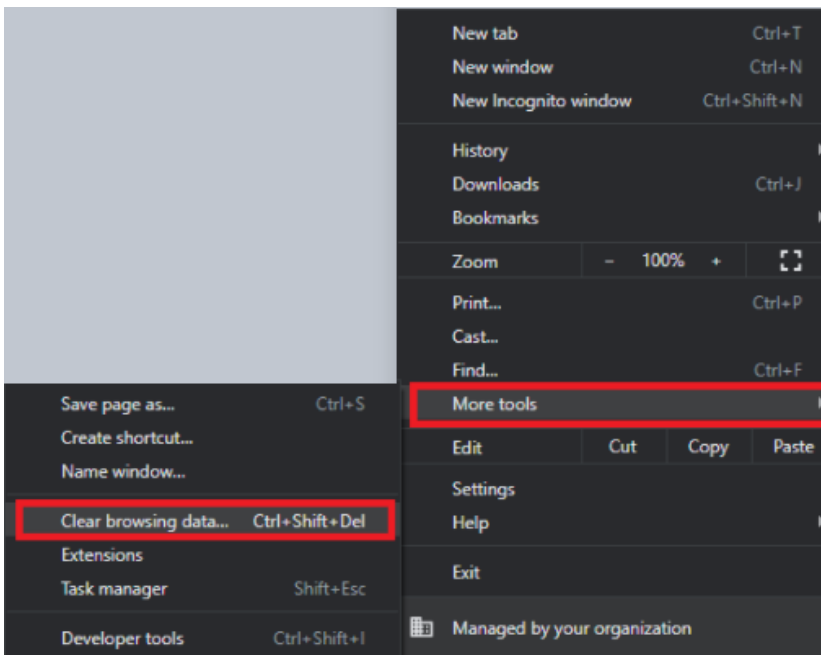 New tab Ctrl+T
New window Ctrl+N
New Incognito window Ctrl+Shift+N
History
Downloads Ctrl+J
Bookmarks
Zoom - 100% +
Print... Ctrl+P
Cast...
Find... Ctrl+F
More tools
Edit Cut Copy Paste
Settings
Help
Exit
Managed by your organization
Save page as... Ctrl+S
Create shortcut...
Name window...
Clear browsing data... Ctrl+Shift+Del
Extensions
Task manager Shift+Esc
Developer tools Ctrl+Shift+I